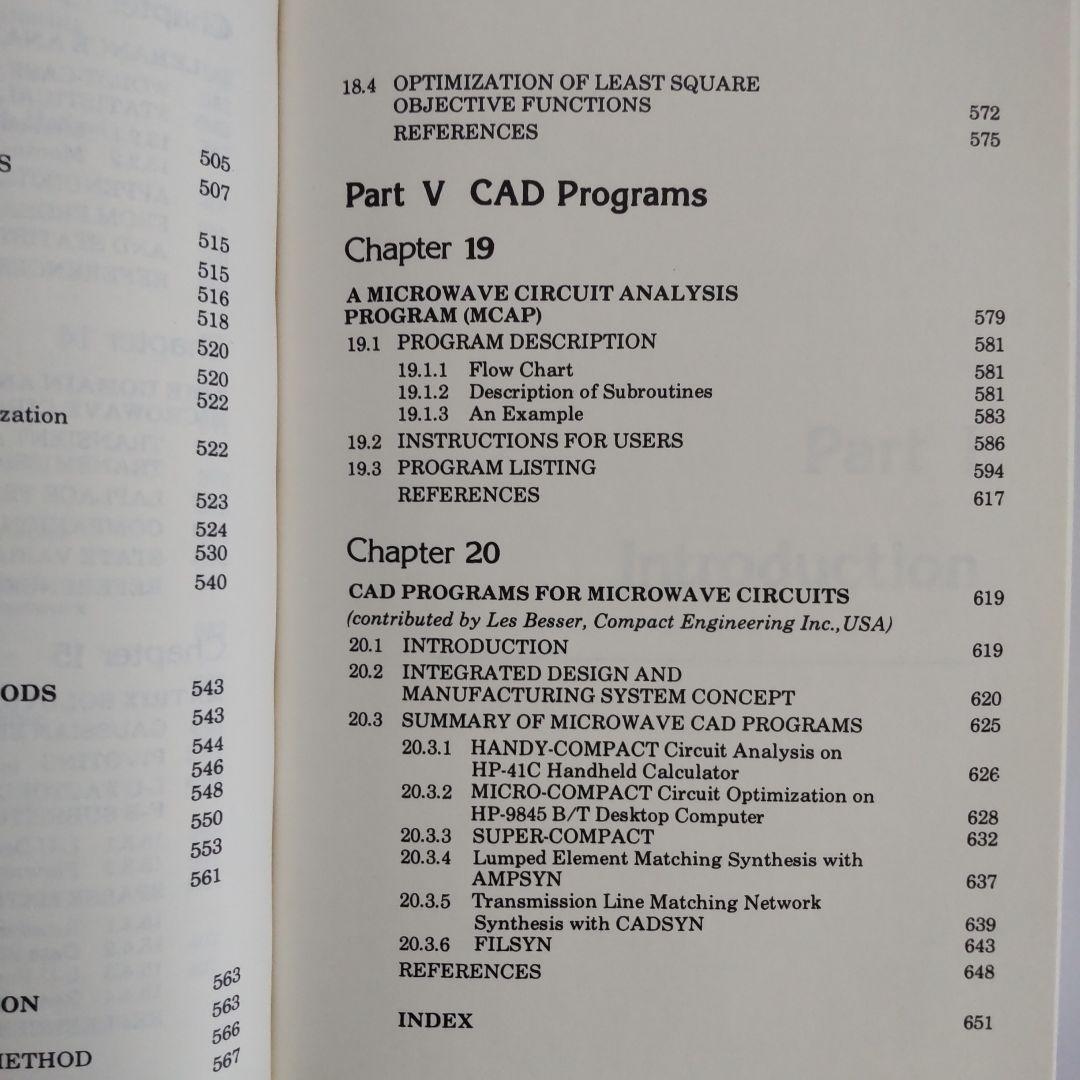 S 505
507
515
515
516
518
520
520
522
zation
522
523
524
530
540
ODS 543
543
544
546
548
550
553
561
563
ON 563
566
METHOD 567
18.4 OPTIMIZATION OF LEAST SQUARE
OBJECTIVE FUNCTIONS 572
REFERENCES 575
Part V CAD Programs
Chapter 19
A MICROWAVE CIRCUIT ANALYSIS
PROGRAM (MCAP) 579
19.1 PROGRAM DESCRIPTION 581
19.1.1 Flow Chart 581
19.1.2 Description of Subroutines 581
19.1.3 An Example 583
19.2 INSTRUCTIONS FOR USERS 586
19.3 PROGRAM LISTING 594
REFERENCES 617
Chapter 20
CAD PROGRAMS FOR MICROWAVE CIRCUITS 619
(contributed by Les Besser, Compact Engineering Inc., USA)
20.1 INTRODUCTION 619
20.2 INTEGRATED DESIGN AND
MANUFACTURING SYSTEM CONCEPT 620
20.3 SUMMARY OF MICROWAVE CAD PROGRAMS 625
20.3.1 HANDY-COMPACT Circuit Analysis on
HP-41C Handheld Calculator 626
20.3.2 MICRO-COMPACT Circuit Optimization on
HP-9845 B/T Desktop Computer 628
20.3.3 SUPER-COMPACT 632
20.3.4 Lumped Element Matching Synthesis with
AMPSYN 637
20.3.5 Transmission Line Matching Network
Synthesis with CADSYN 639
20.3.6 FILSYN 643
REFERENCES 648
INDEX 651
Part
Introduction